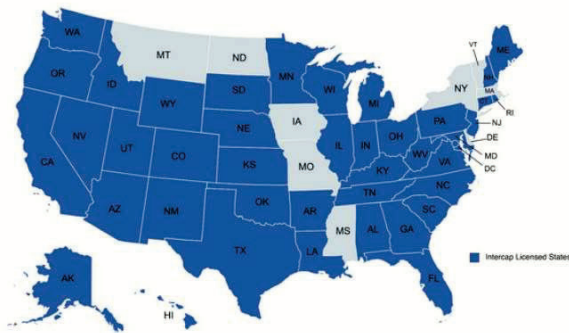 WA
MT
ND
MN
VT
ME
OR
ID
SD
WI
MI
NY
NH
MA
CT
RI
WY
NE
IA
IL
IN
OH
PA
NJ
DE
MD
DC
NV
UT
CO
KS
MO
KY
WV
VA
CA
AZ
NM
OK
AR
TN
NC
SC
TX
LA
MS
AL
GA
FL
AK
HI
Intercap Licensed States